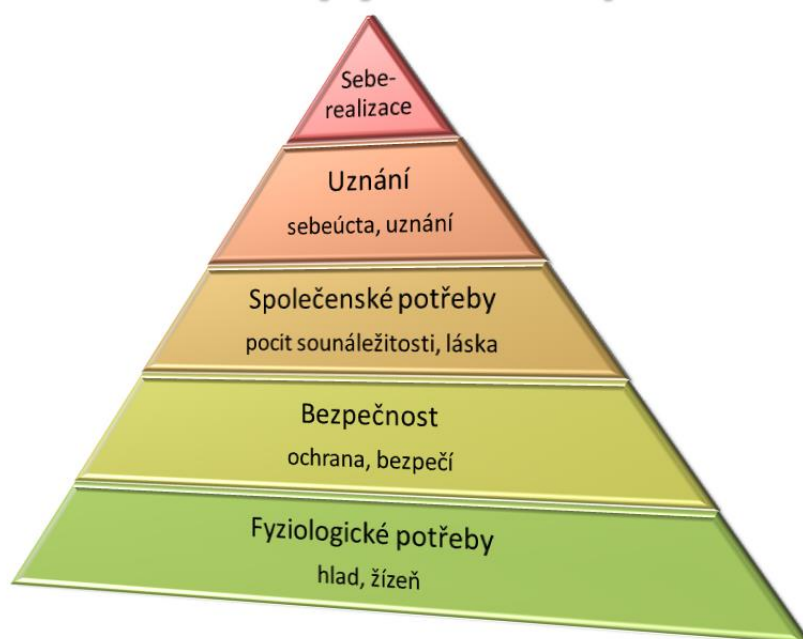 Sebe-
realizace
Uznání
sebeúcta, uznání
Společenské potřeby
pocit sounáležitosti, láska
Bezpečnost
ochrana, bezpečí
Fyziologické potřeby
hlad, žízeň